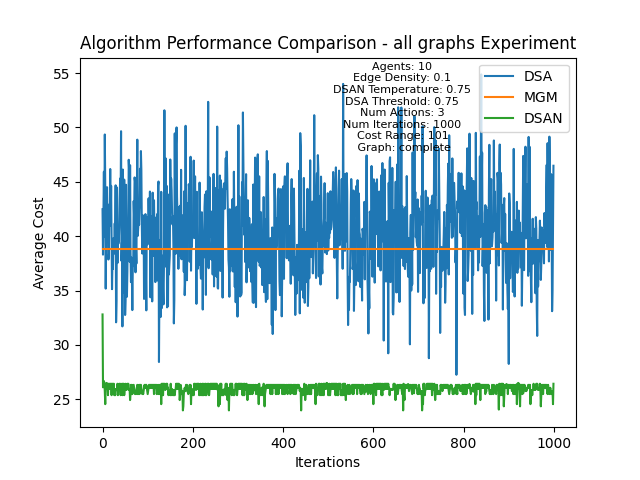 Algorithm Performance Comparison - all graphs Experiment
Agents: 10
Edge Density: 0.1
DSAN Temperature: 0.75
DSA Threshold: 0.75
Num Actions: 3
Num Iterations: 1000
Cost Range: 101
Graph: complete
DSA
MGM
DSAN
Average Cost
55
50
45
40
35
30
25
0 200 400 600 800 1000
Iterations